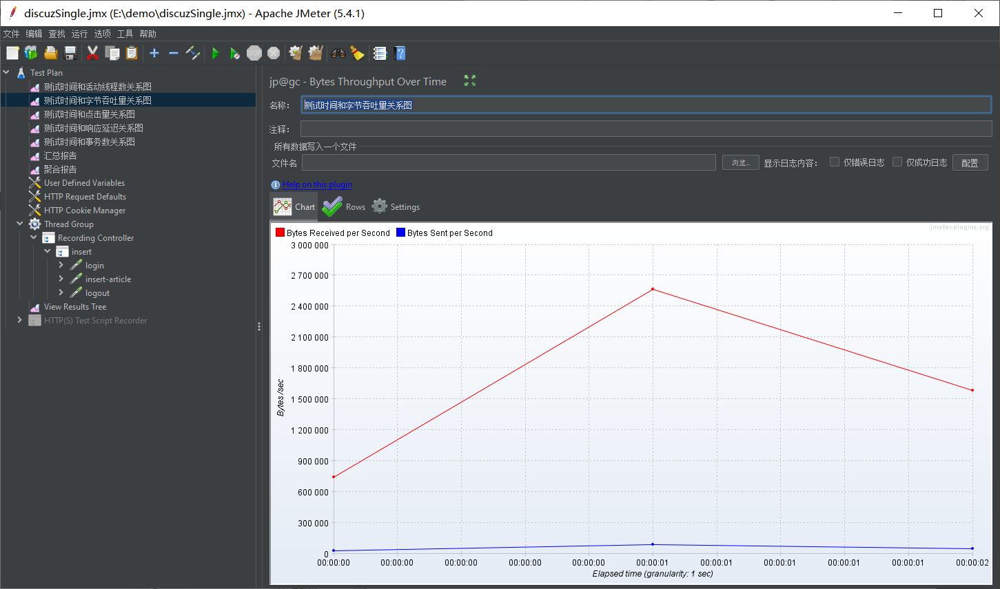 discuzSingle.jmx (E:\demo\discuzSingle.jmx) - Apache JMeter (5.4.1)
文件 编辑 查找 运行 选项 工具 帮助
STOP
Test Plan
测试时间和活动线程数关系图
测试时间和字节吞吐量关系图
测试时间和点击量关系图
测试时间和响应延迟关系图
测试时间和事务数关系图
汇总报告
聚合报告
User Defined Variables
HTTP Request Defaults
HTTP Cookie Manager
Thread Group
Recording Controller
insert
login
insert-article
logout
View Results Tree
HTTP(S) Test Script Recorder
jp@gc - Bytes Throughput Over Time
名称: 测试时间和字节吞吐量关系图
注释:
所有数据写入一个文件
文件名 浏览... 显示日志内容: 仅错误日志 仅成功日志 配置
Help on this plugin
Chart Rows Settings
jmeter-plugins.org
Bytes Received per Second Bytes Sent per Second
3 000 000
2 700 000
2 400 000
2 100 000
1 800 000
1 500 000
1 200 000
900 000
600 000
300 000
0
Bytes /sec
00:00:00 00:00:00 00:00:00 00:00:00 00:00:00 00:00:01 00:00:01 00:00:01 00:00:01 00:00:01 00:00:02
Elapsed time (granularity: 1 sec)